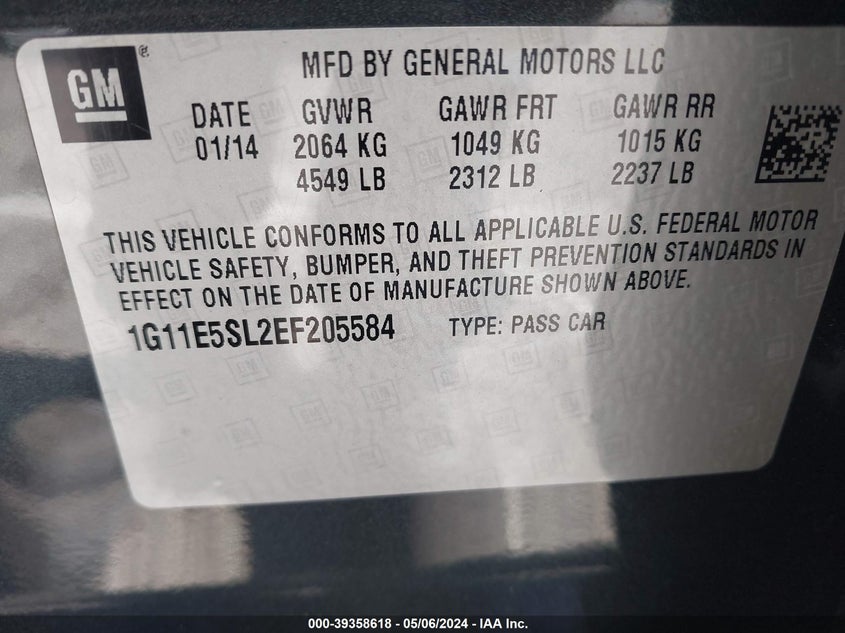 GM ®
MFD BY GENERAL MOTORS LLC
DATE GVWR GAWR FRT GAWR RR
01/14 2064 KG 1049 KG 1015 KG
4549 LB 2312 LB 2237 LB
THIS VEHICLE CONFORMS TO ALL APPLICABLE U.S. FEDERAL MOTOR
VEHICLE SAFETY, BUMPER, AND THEFT PREVENTION STANDARDS IN
EFFECT ON THE DATE OF MANUFACTURE SHOWN ABOVE.
1G11E5SL2EF205584 TYPE: PASS CAR
000-39358618 - 05/06/2024 - IAA Inc.